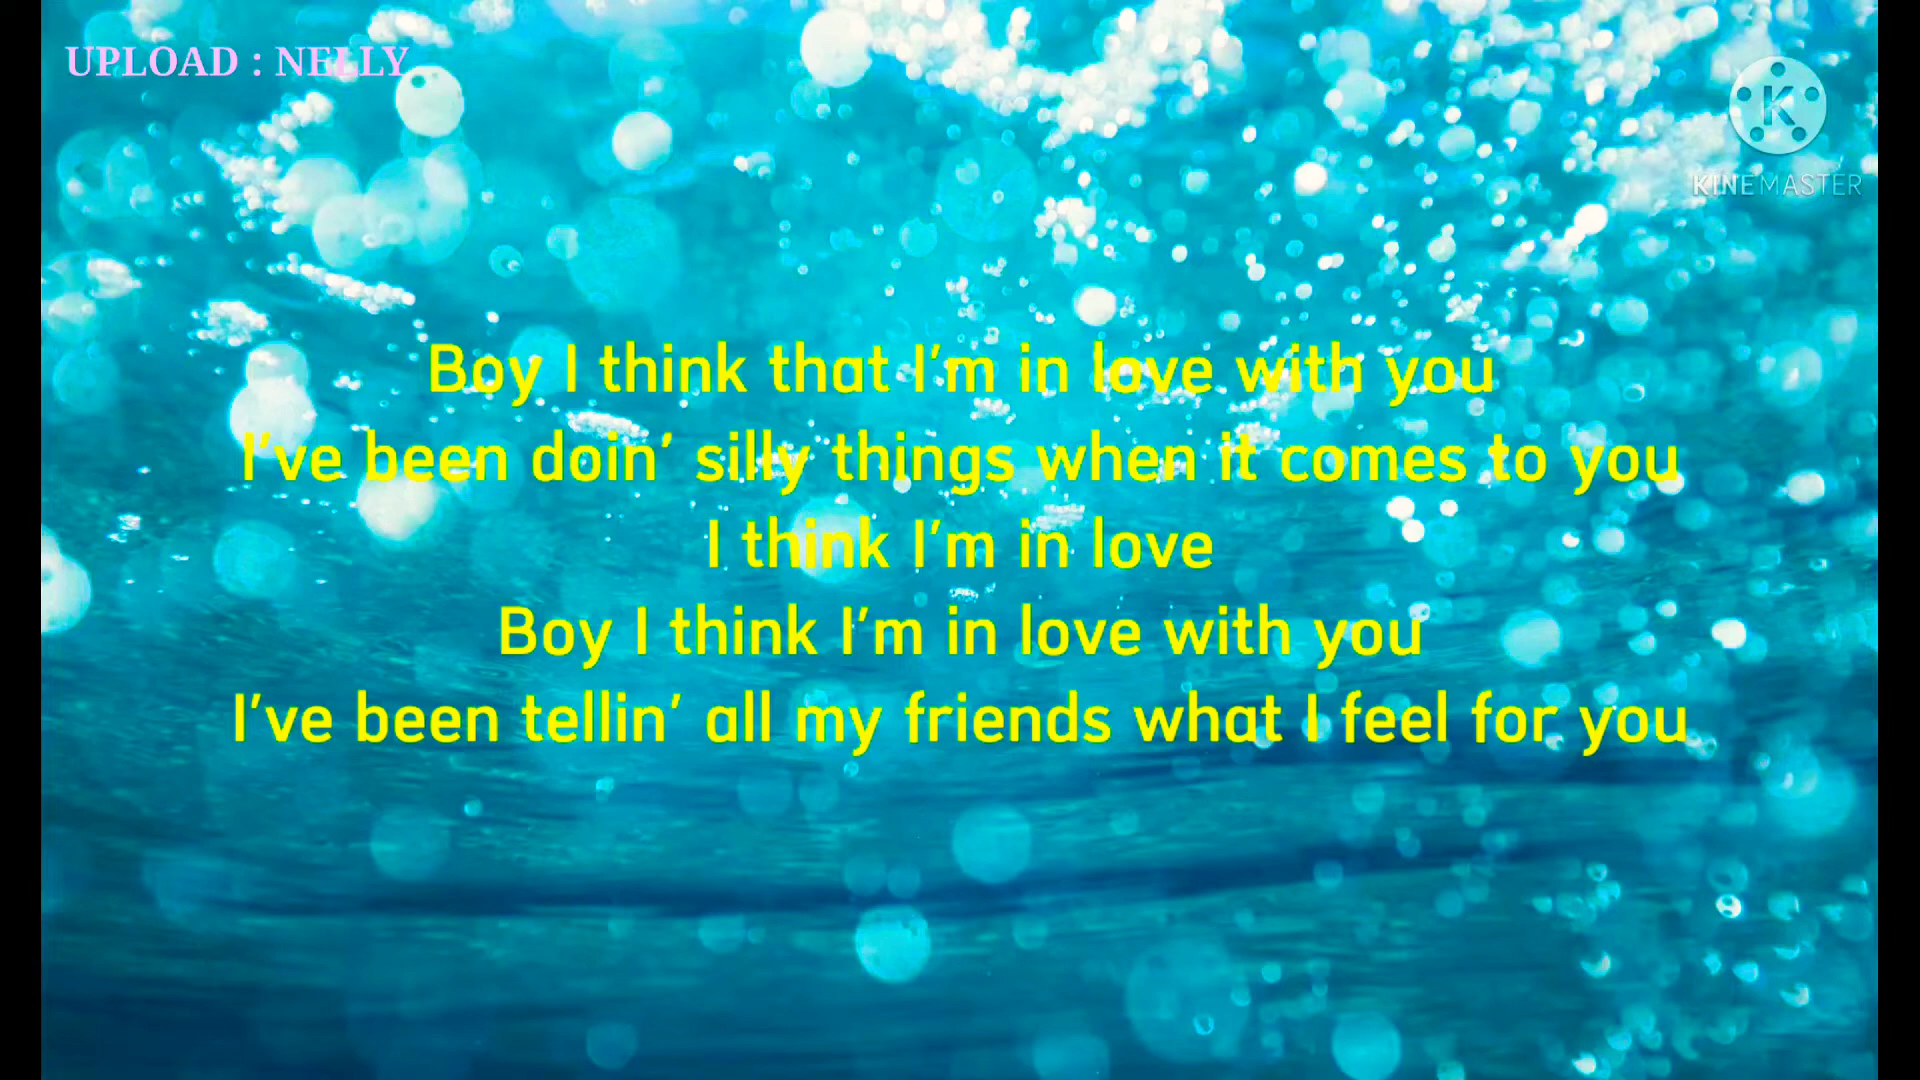 UPLOAD : NELLY
KINEMASTER
Boy I think that I'm in love with you
I've been doin' silly things when it comes to you
I think I'm in love
Boy I think I'm in love with you
I've been tellin' all my friends what I feel for you